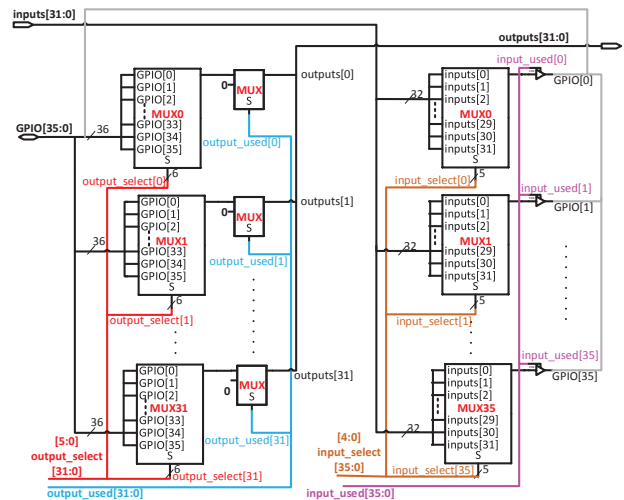 inputs[31:0]
outputs[31:0]
GPIO[35:0]
36
GPIO[0]
GPIO[1]
GPIO[2]
MUX0
GPIO[33]
GPIO[34]
GPIO[35]
S
6
output_select[0]
0
MUX
S
outputs[0]
output_used[0]
36
GPIO[0]
GPIO[1]
GPIO[2]
MUX1
GPIO[33]
GPIO[34]
GPIO[35]
S
6
output_select[1]
0
MUX
S
outputs[1]
output_used[1]
36
GPIO[0]
GPIO[1]
GPIO[2]
MUX31
GPIO[33]
GPIO[34]
GPIO[35]
S
6
output_select[31]
0
MUX
S
outputs[31]
output_used[31]
[5:0]
output_select
[31:0]
output_used[31:0]
32
inputs[0]
inputs[1]
inputs[2]
MUX0
inputs[29]
inputs[30]
inputs[31]
S
5
input_select[0]
input_used[0]
GPIO[0]
32
inputs[0]
inputs[1]
inputs[2]
MUX1
inputs[29]
inputs[30]
inputs[31]
S
5
input_select[1]
input_used[1]
GPIO[1]
32
inputs[0]
inputs[1]
inputs[2]
MUX35
inputs[29]
inputs[30]
inputs[31]
S
5
input_select[35]
input_used[35]
GPIO[35]
[4:0]
input_select
[35:0]
input_used[35:0]